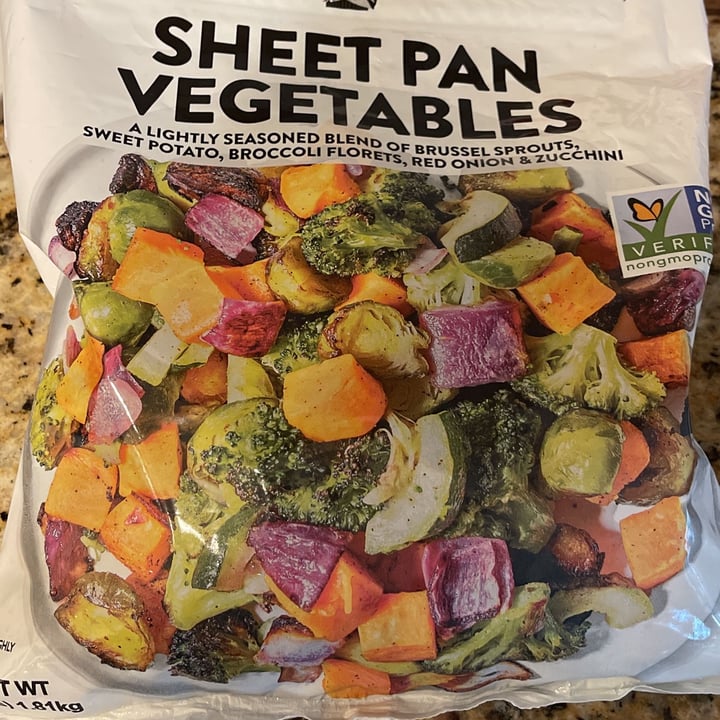 SHEET PAN
VEGETABLES
A LIGHTLY SEASONED BLEND OF BRUSSEL SPROUTS,
SWEET POTATO, BROCCOLI FLORETS, RED ONION & ZUCCHINI
N
G
P
VERIF
nongmopro
HLY
T WT
1.81kg